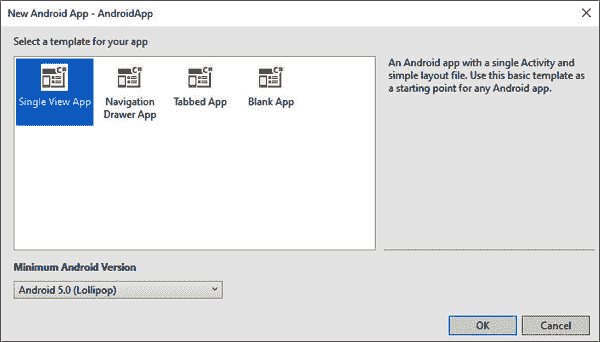 New Android App - AndroidApp
Select a template for your app
Single View App
Navigation
Drawer App
Tabbed App
Blank App
An Android app with a single Activity and
simple layout file. Use this basic template as
a starting point for any Android app.
Minimum Android Version
Android 5.0 (Lollipop)
OK
Cancel